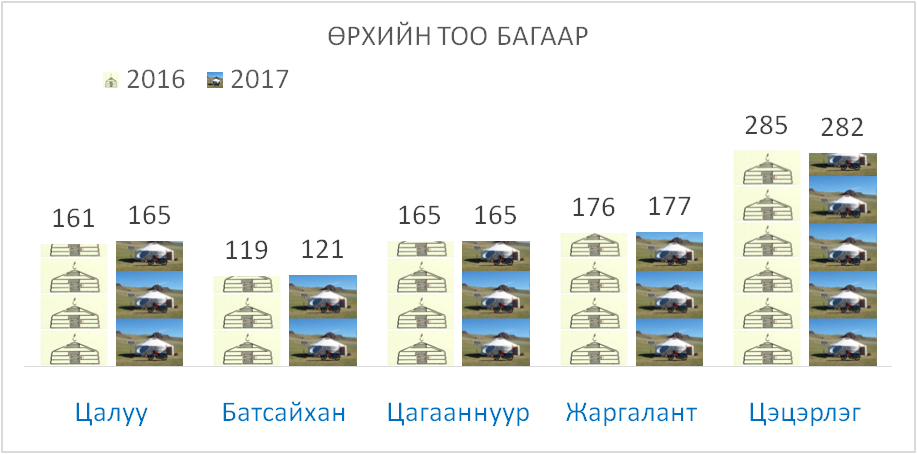 ӨРХИЙН ТОО БАГААР
2016 2017
161 165 119 121 165 165 176 177 285 282
Цалуу Батсайхан Цагааннуур Жаргалант Цэцэрлэг